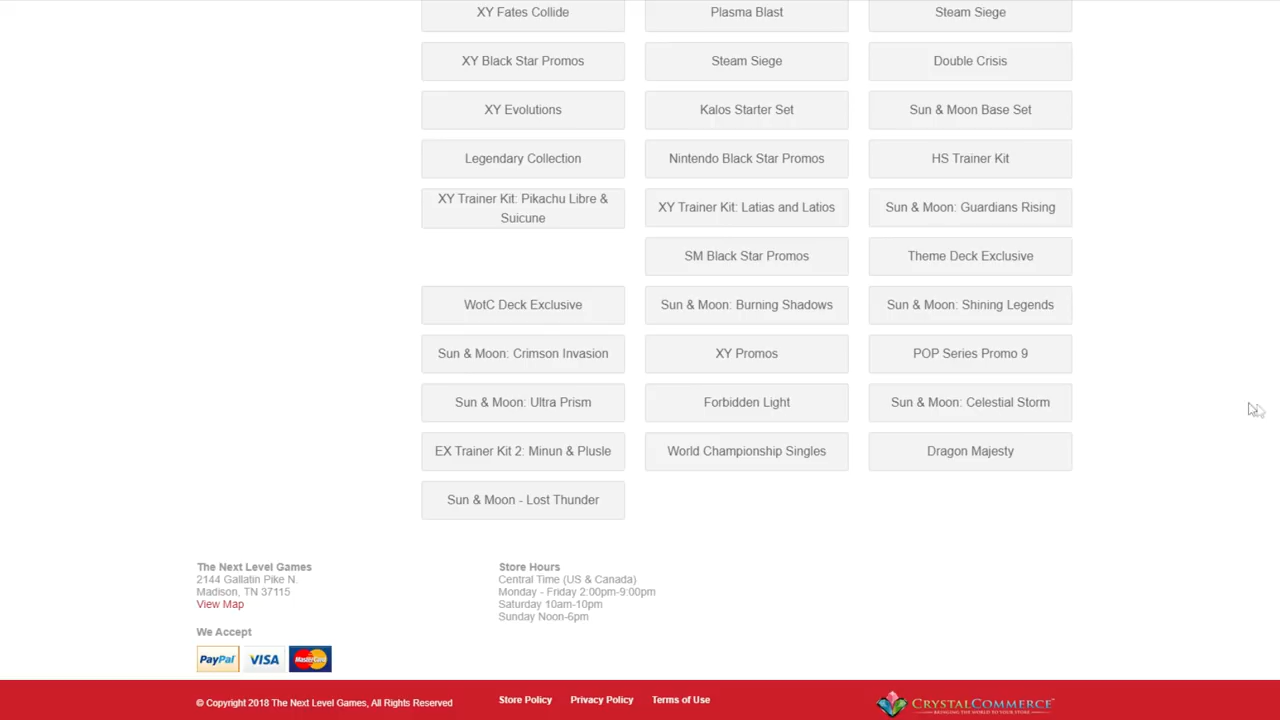 XY Fates Collide
Plasma Blast
Steam Siege
XY Black Star Promos
Steam Siege
Double Crisis
XY Evolutions
Kalos Starter Set
Sun & Moon Base Set
Legendary Collection
Nintendo Black Star Promos
HS Trainer Kit
XY Trainer Kit: Pikachu Libre &
Suicune
XY Trainer Kit: Latias and Latios
Sun & Moon: Guardians Rising
SM Black Star Promos
Theme Deck Exclusive
WotC Deck Exclusive
Sun & Moon: Burning Shadows
Sun & Moon: Shining Legends
Sun & Moon: Crimson Invasion
XY Promos
POP Series Promo 9
Sun & Moon: Ultra Prism
Forbidden Light
Sun & Moon: Celestial Storm
EX Trainer Kit 2: Minun & Plusle
World Championship Singles
Dragon Majesty
Sun & Moon - Lost Thunder
The Next Level Games
2144 Gallatin Pike N.
Madison, TN 37115
View Map
Store Hours
Central Time (US & Canada)
Monday - Friday 2:00pm-9:00pm
Saturday 10am-10pm
Sunday Noon-6pm
We Accept
PayPal
VISA
MasterCard
© Copyright 2018 The Next Level Games, All Rights Reserved
Store Policy
Privacy Policy
Terms of Use
CRYSTALCOMMERCE
BRINGING THE WORLD TO YOUR STORE